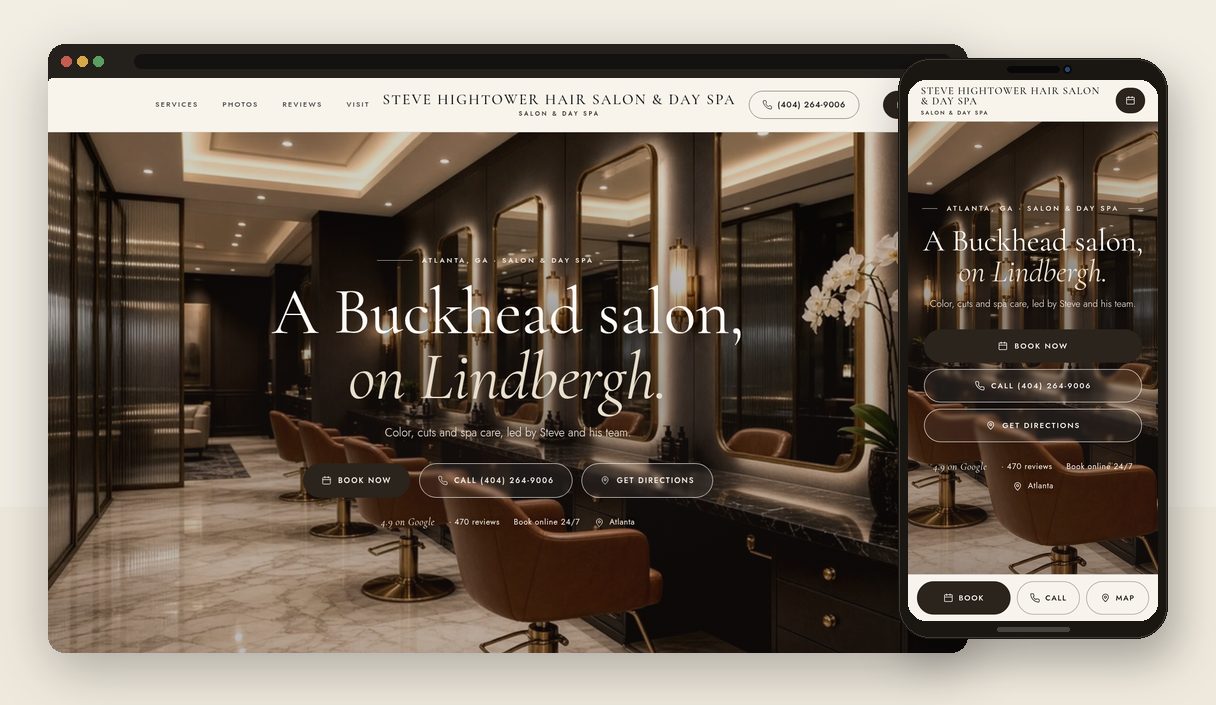 SERVICES PHOTOS REVIEWS VISIT
STEVE HIGHTOWER HAIR SALON & DAY SPA
SALON & DAY SPA
(404) 264-9006
ATLANTA, GA · SALON & DAY SPA
A Buckhead salon,
on Lindbergh.
Color, cuts and spa care, led by Steve and his team.
BOOK NOW
CALL (404) 264-9006
GET DIRECTIONS
4.9 on Google · 470 reviews Book online 24/7 Atlanta
STEVE HIGHTOWER HAIR SALON
& DAY SPA
SALON & DAY SPA
ATLANTA, GA · SALON & DAY SPA
A Buckhead salon,
on Lindbergh.
Color, cuts and spa care, led by Steve and his team.
BOOK NOW
CALL (404) 264-9006
GET DIRECTIONS
4.9 on Google · 470 reviews Book online 24/7
Atlanta
BOOK CALL MAP